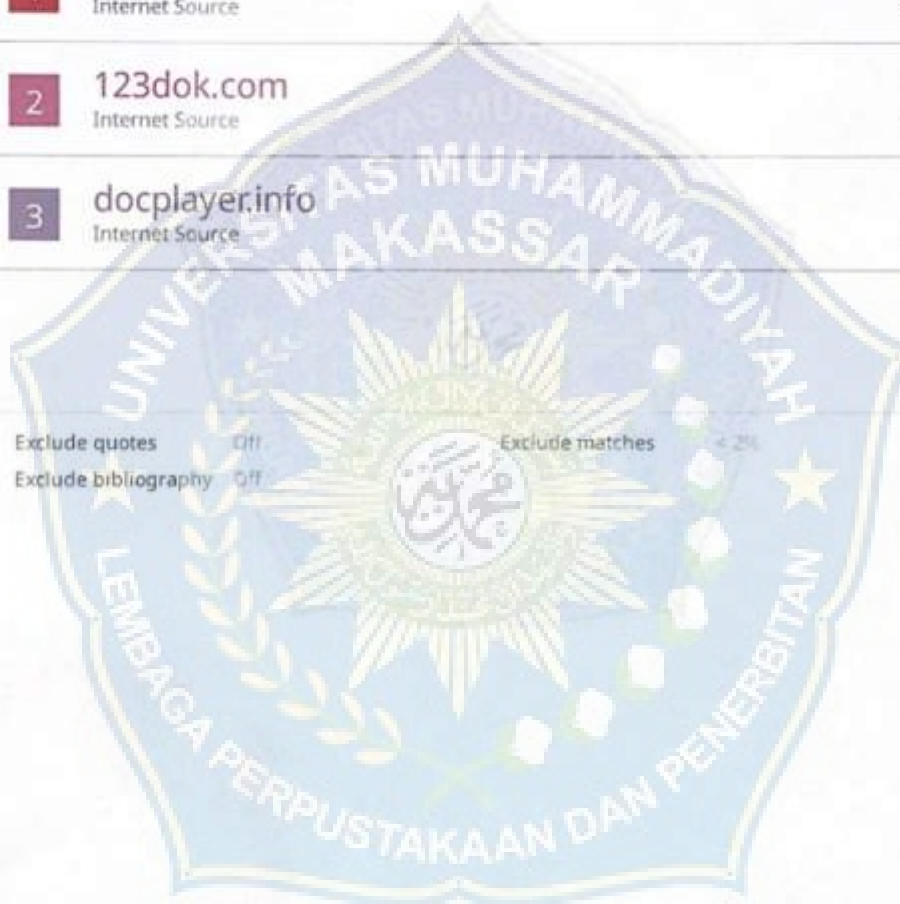 Internet Source
2 123dok.com
Internet Source
3 docplayer.info
Internet Source
UNIVERSITAS MUHAMMADIYAH
MAKASSAR
Exclude quotes Off Exclude matches < 2%
Exclude bibliography Off
محمدية
LEMBAGA PERPUSTAKAAN DAN PENERBITAN